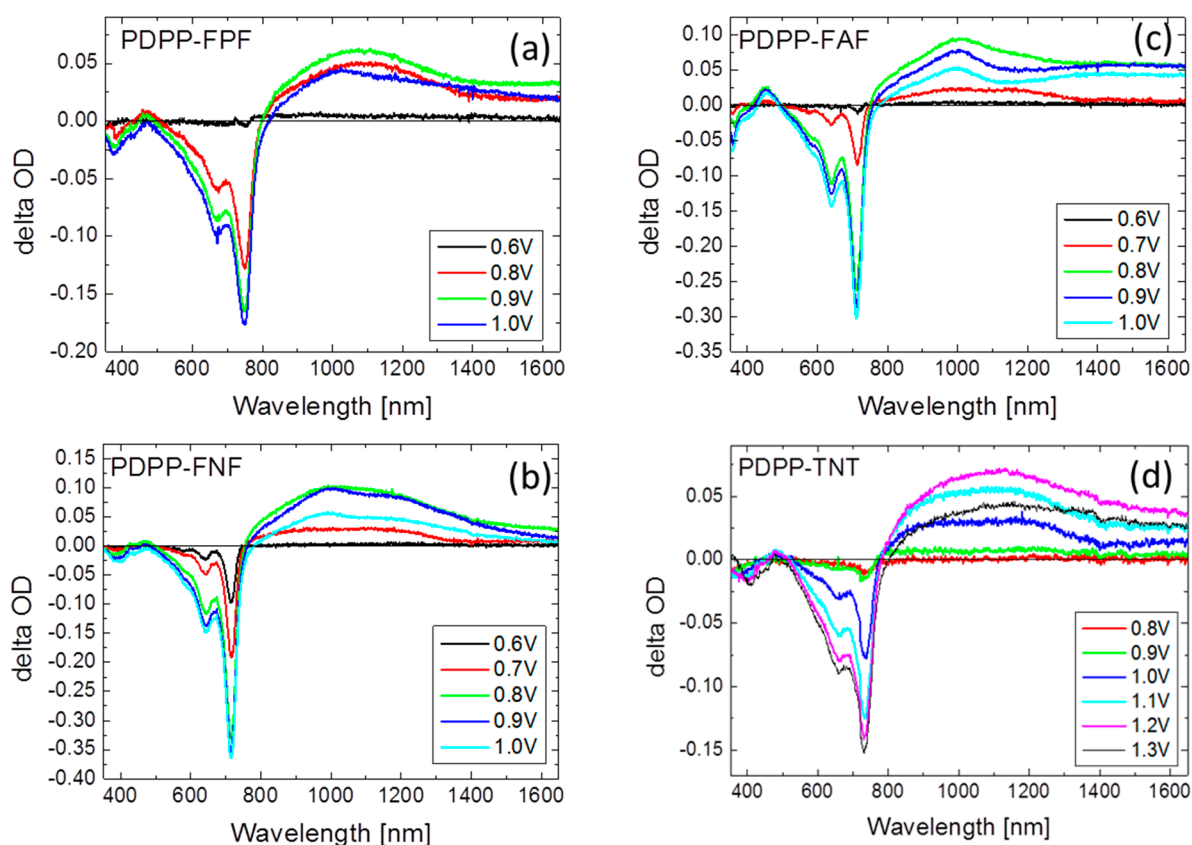 PDPP-FPF
(a)
0.05
0.00
-0.05
-0.10
-0.15
-0.20
delta OD
0.6V
0.8V
0.9V
1.0V
400 600 800 1000 1200 1400 1600
Wavelength [nm]
PDPP-FAF
(c)
0.10
0.05
0.00
-0.05
-0.10
-0.15
-0.20
-0.25
-0.30
-0.35
delta OD
0.6V
0.7V
0.8V
0.9V
1.0V
400 600 800 1000 1200 1400 1600
Wavelength [nm]
PDPP-FNF
(b)
0.15
0.10
0.05
0.00
-0.05
-0.10
-0.15
-0.20
-0.25
-0.30
-0.35
-0.40
delta OD
0.6V
0.7V
0.8V
0.9V
1.0V
400 600 800 1000 1200 1400 1600
Wavelength [nm]
PDPP-TNT
(d)
0.05
0.00
-0.05
-0.10
-0.15
delta OD
0.8V
0.9V
1.0V
1.1V
1.2V
1.3V
400 600 800 1000 1200 1400 1600
Wavelength [nm]